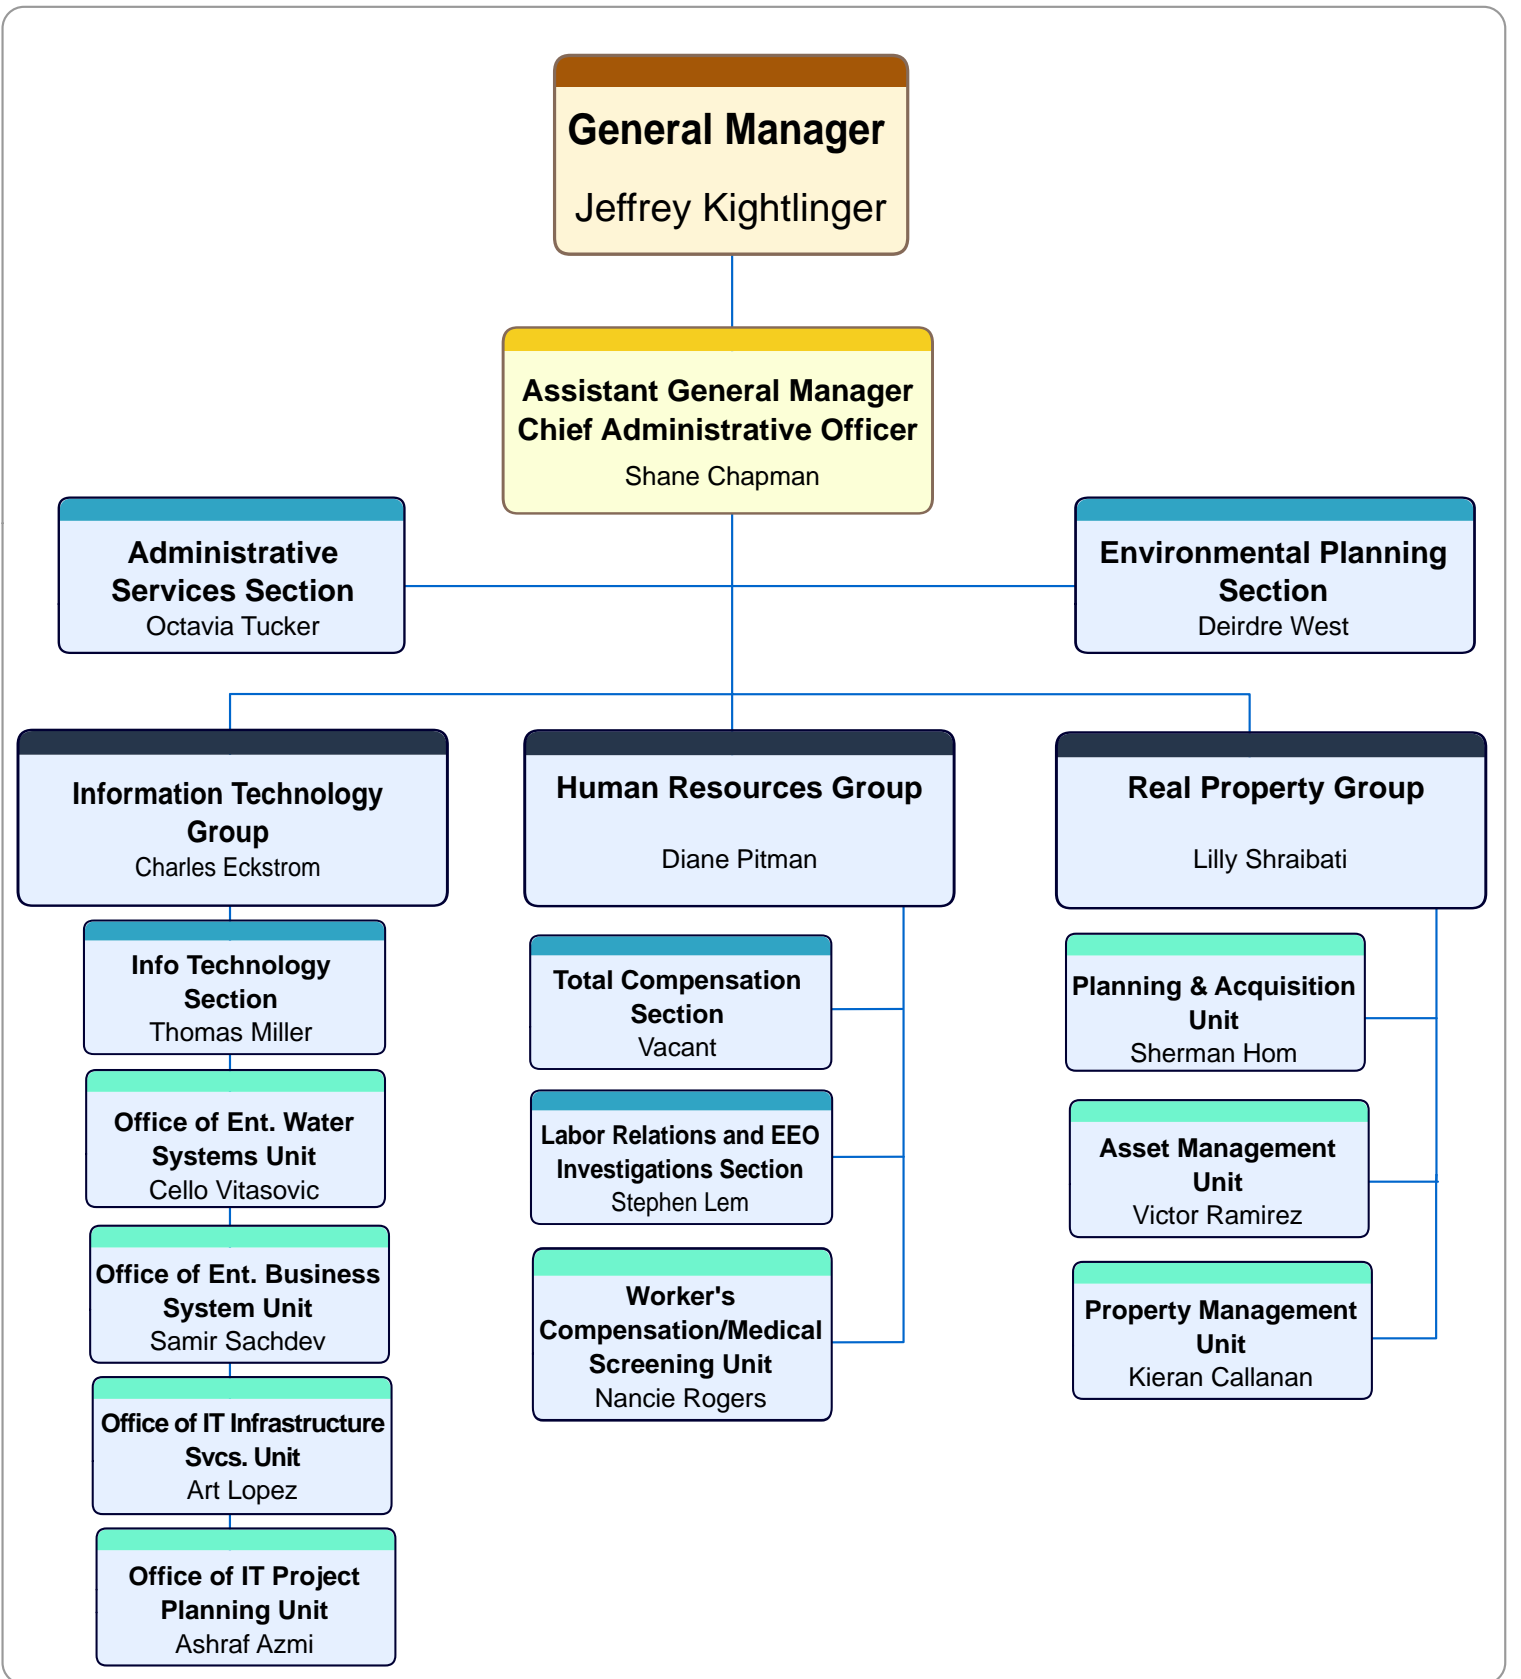 General Manager
Jeffrey Kightlinger
Assistant General Manager
Chief Administrative Officer
Shane Chapman
Administrative
Services Section
Octavia Tucker
Environmental Planning
Section
Deirdre West
Information Technology
Group
Charles Eckstrom
Human Resources Group
Diane Pitman
Real Property Group
Lilly Shraibati
Info Technology
Section
Thomas Miller
Office of Ent. Water
Systems Unit
Cello Vitasovic
Office of Ent. Business
System Unit
Samir Sachdev
Office of IT Infrastructure
Svcs. Unit
Art Lopez
Office of IT Project
Planning Unit
Ashraf Azmi
Total Compensation
Section
Vacant
Labor Relations and EEO
Investigations Section
Stephen Lem
Worker's
Compensation/Medical
Screening Unit
Nancie Rogers
Planning & Acquisition
Unit
Sherman Hom
Asset Management
Unit
Victor Ramirez
Property Management
Unit
Kieran Callanan